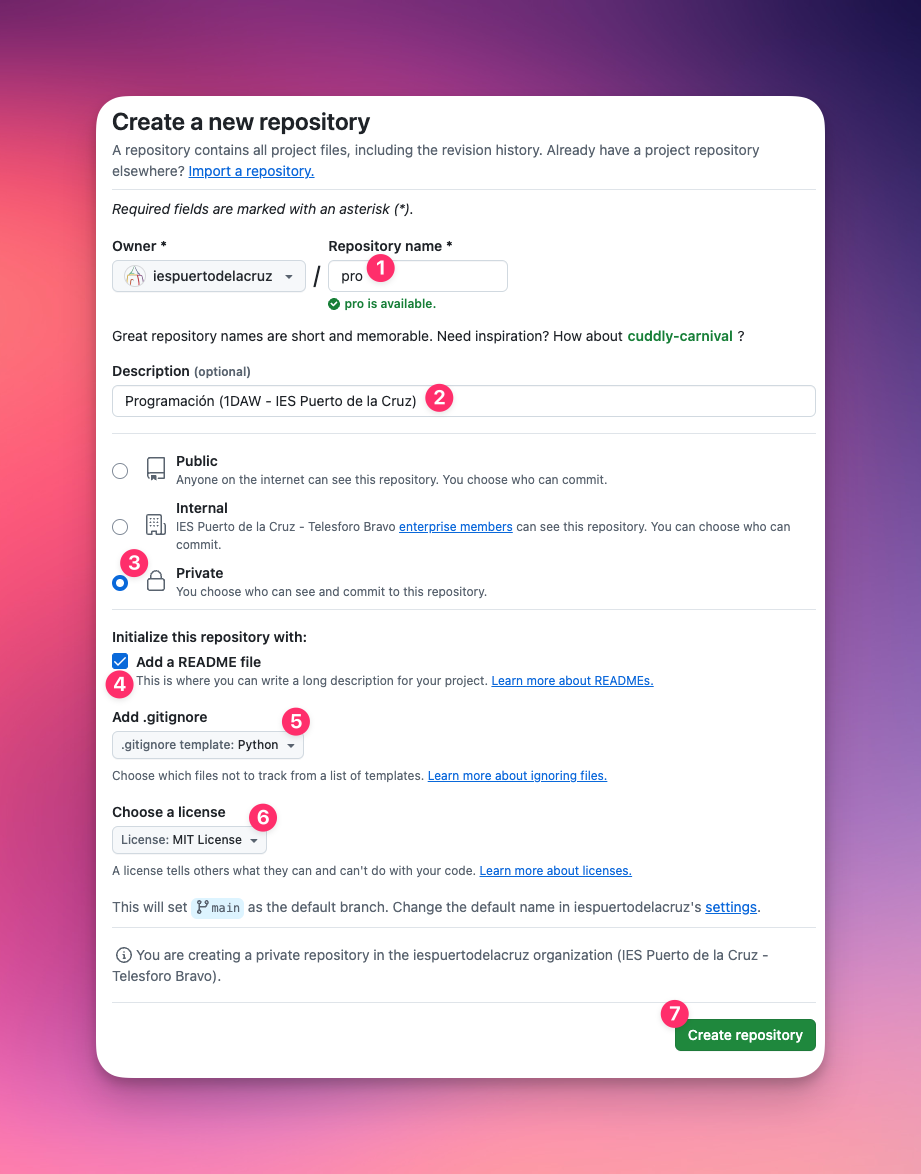 Create a new repository
A repository contains all project files, including the revision history. Already have a project repository
elsewhere? Import a repository.
Required fields are marked with an asterisk (*).
Owner * Repository name *
iespuertodelacruz / pro 1
pro is available.
Great repository names are short and memorable. Need inspiration? How about cuddly-carnival ?
Description (optional)
Programación (1DAW - IES Puerto de la Cruz) 2
Public
Anyone on the internet can see this repository. You choose who can commit.
Internal
IES Puerto de la Cruz - Telesforo Bravo enterprise members can see this repository. You can choose who can
commit.
3
Private
You choose who can see and commit to this repository.
Initialize this repository with:
Add a README file
4 This is where you can write a long description for your project. Learn more about READMEs.
Add .gitignore 5
.gitignore template: Python
Choose which files not to track from a list of templates. Learn more about ignoring files.
Choose a license 6
License: MIT License
A license tells others what they can and can't do with your code. Learn more about licenses.
This will set main as the default branch. Change the default name in iespuertodelacruz's settings.
You are creating a private repository in the iespuertodelacruz organization (IES Puerto de la Cruz -
Telesforo Bravo).
7
Create repository